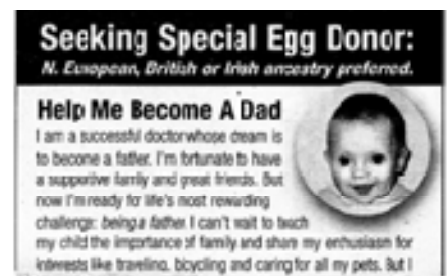 Seeking Special Egg Donor:
N. European, British or Irish ancestry preferred.
Help Me Become A Dad
I am a successful doctor whose dream is
to become a father. I'm fortunate to have
a supportive family and great friends. But
now I'm ready for life's most rewarding
challenge: being a father. I can't wait to teach
my child the importance of family and share my enthusiasm for
interests like traveling, bicycling and caring for all my pets. But I